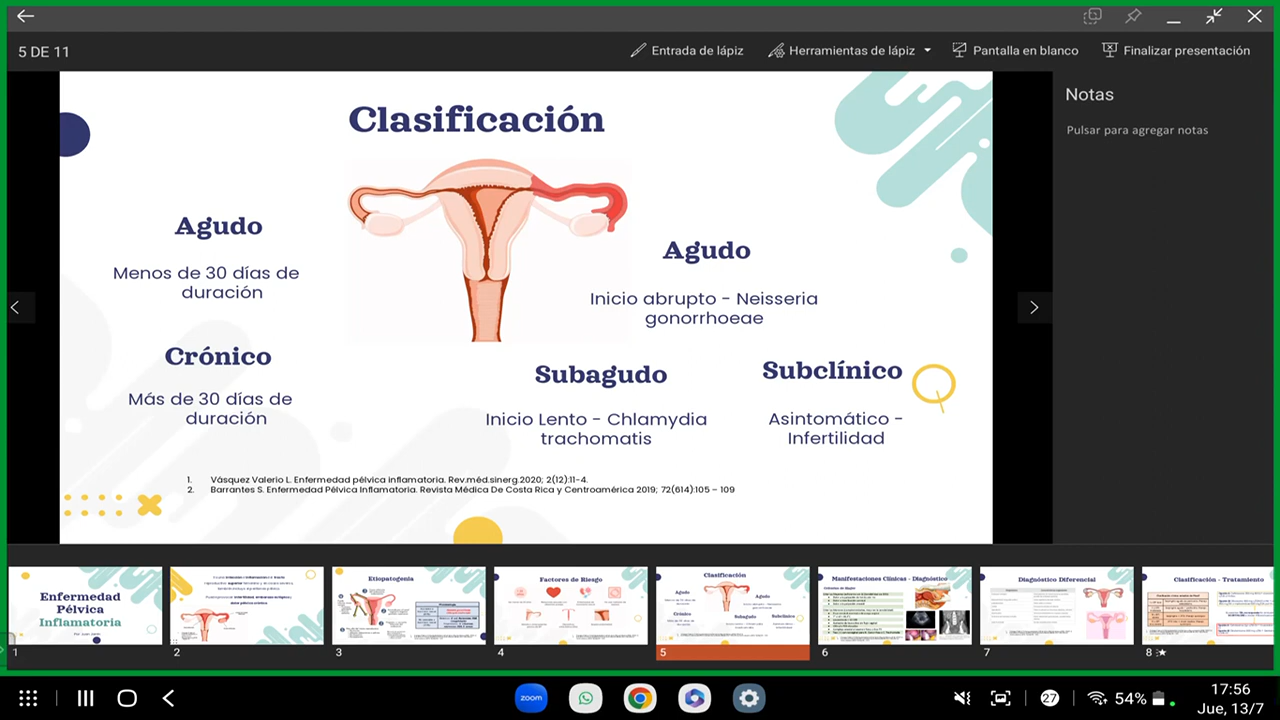 5 DE 11
Entrada de lápiz
Herramientas de lápiz
Pantalla en blanco
Finalizar presentación
Notas
Pulsar para agregar notas
Clasificación
Agudo
Menos de 30 días de
duración
Crónico
Más de 30 días de
duración
Agudo
Inicio abrupto - Neisseria
gonorrhoeae
Subagudo
Inicio Lento - Chlamydia
trachomatis
Subclínico
Asintomático -
Infertilidad
1. Vásquez Valerio L. Enfermedad pélvica inflamatoria. Rev.méd.sinerg.2020; 2(12):11-4.
2. Barrantes S. Enfermedad Pélvica Inflamatoria. Revista Médica De Costa Rica y Centroamérica 2019; 72(614):105 – 109
Enfermedad
Pélvica
Inflamatoria
1
2
Etiopatogenia
3
Factores de Riesgo
4
Clasificación
Agudo
Agudo
Crónico
Subagudo
Subclínico
5
Manifestaciones Clínicas - Diagnóstico
6
Diagnóstico Diferencial
7
Clasificación - Tratamiento
8
zoom
27
54%
17:56
Jue, 13/7